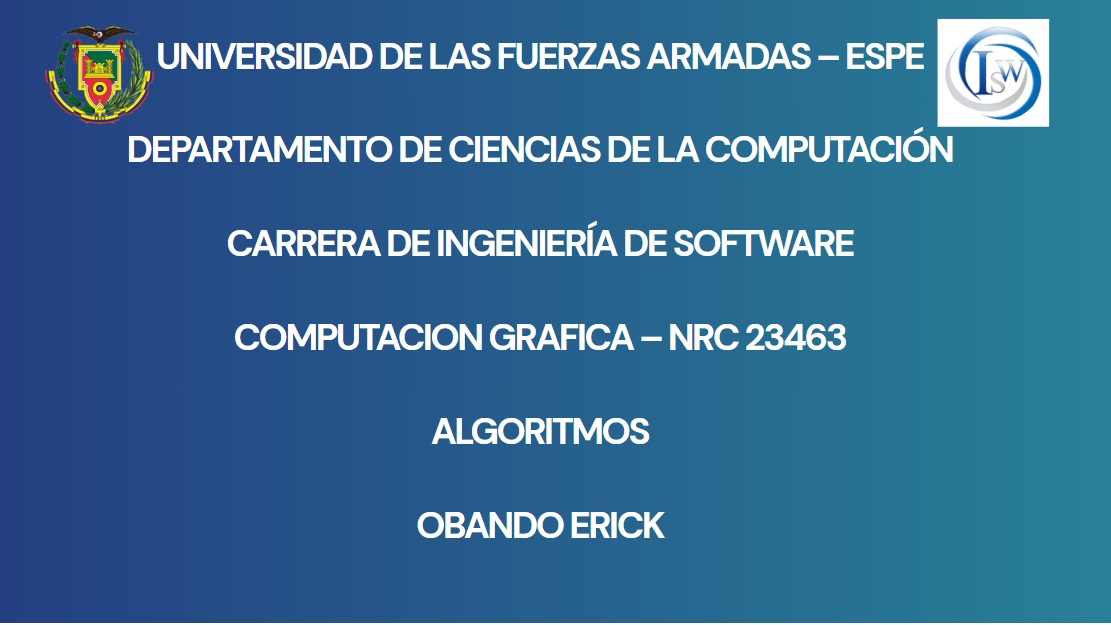 UNIVERSIDAD DE LAS FUERZAS ARMADAS – ESPE
ISW
DEPARTAMENTO DE CIENCIAS DE LA COMPUTACIÓN
CARRERA DE INGENIERÍA DE SOFTWARE
COMPUTACION GRAFICA – NRC 23463
ALGORITMOS
OBANDO ERICK